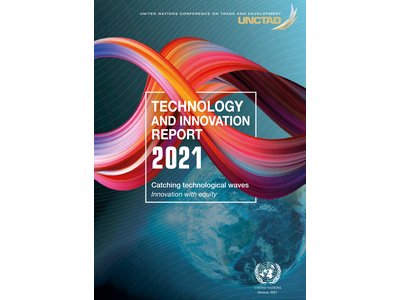 UNITED NATIONS CONFERENCE ON TRADE AND DEVELOPMENT
UNCTAD
TECHNOLOGY
AND INNOVATION
REPORT
2021
Catching technological waves
Innovation with equity
UNITED NATIONS
Geneva, 2021